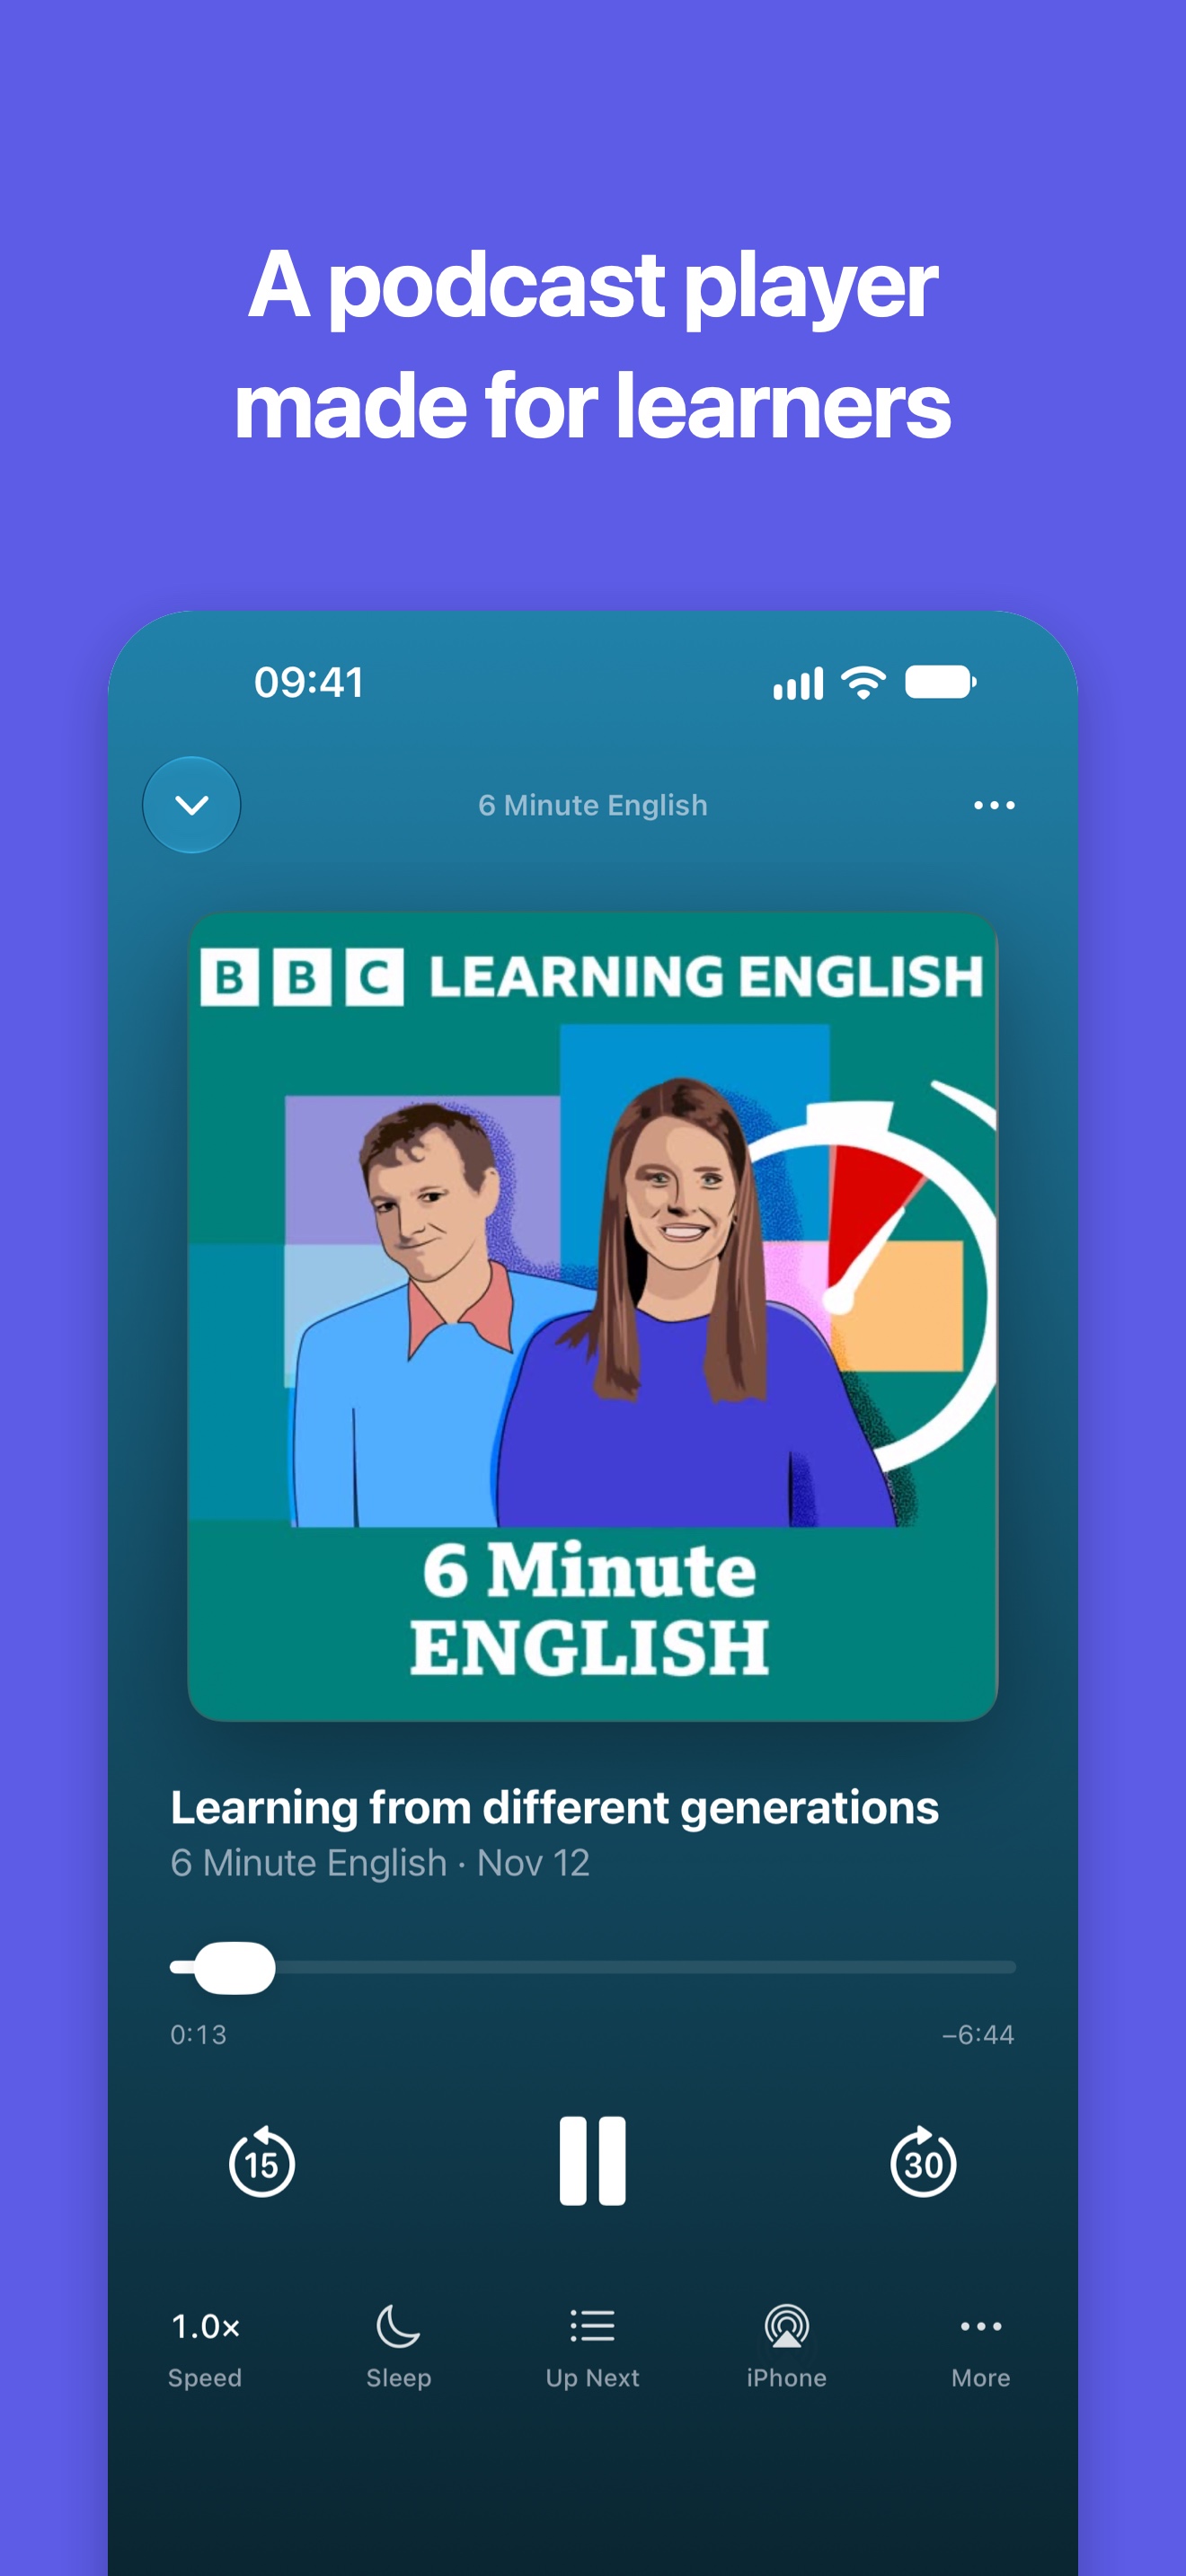 A podcast player
made for learners
09:41
6 Minute English
BBC LEARNING ENGLISH
6 Minute
ENGLISH
Learning from different generations
6 Minute English · Nov 12
0:13 –6:44
15 30
1.0×
Speed Sleep Up Next iPhone More